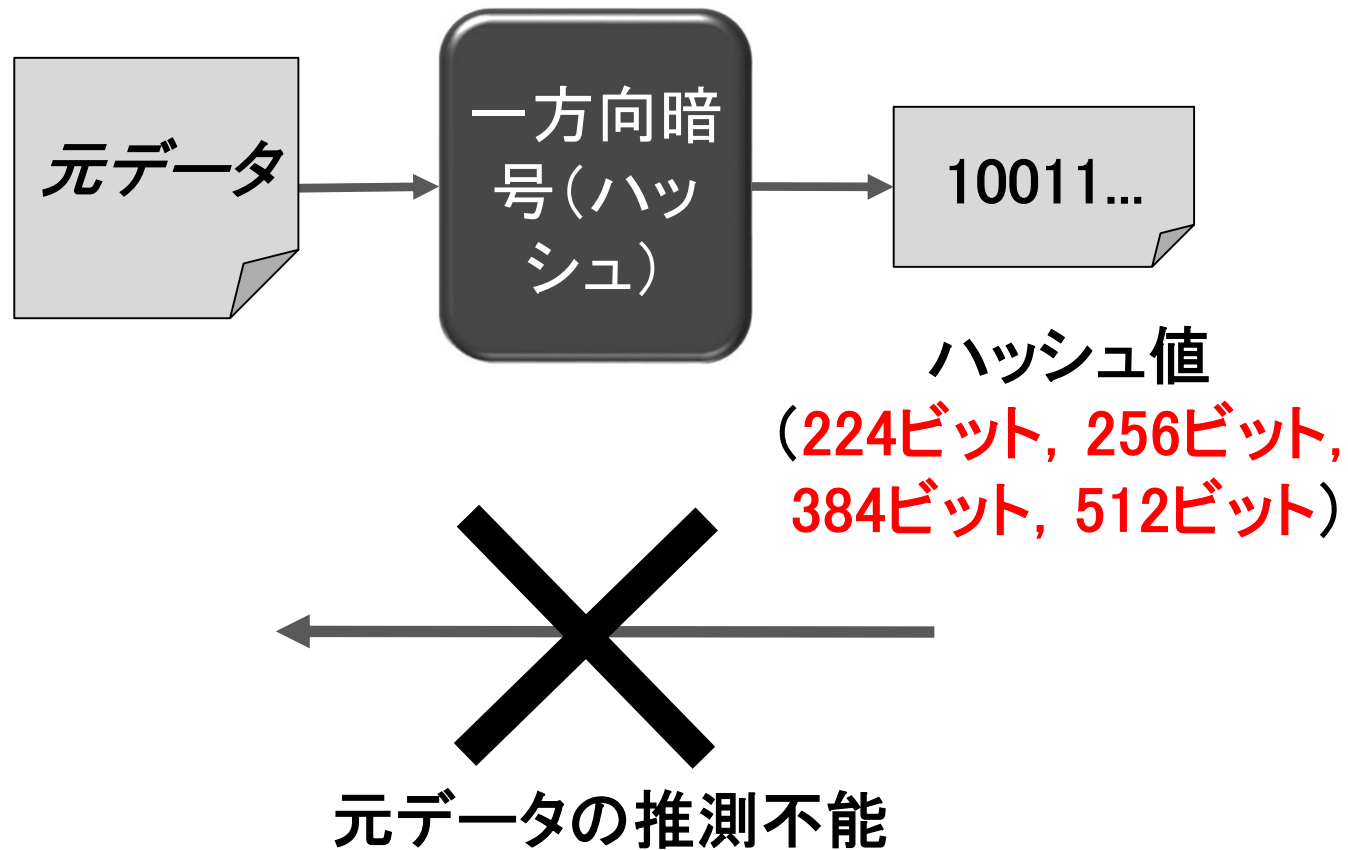 元データ
一方向暗
号（ハッ
シュ）
10011...
ハッシュ値
（224ビット, 256ビット,
384ビット, 512ビット）
元データの推測不能